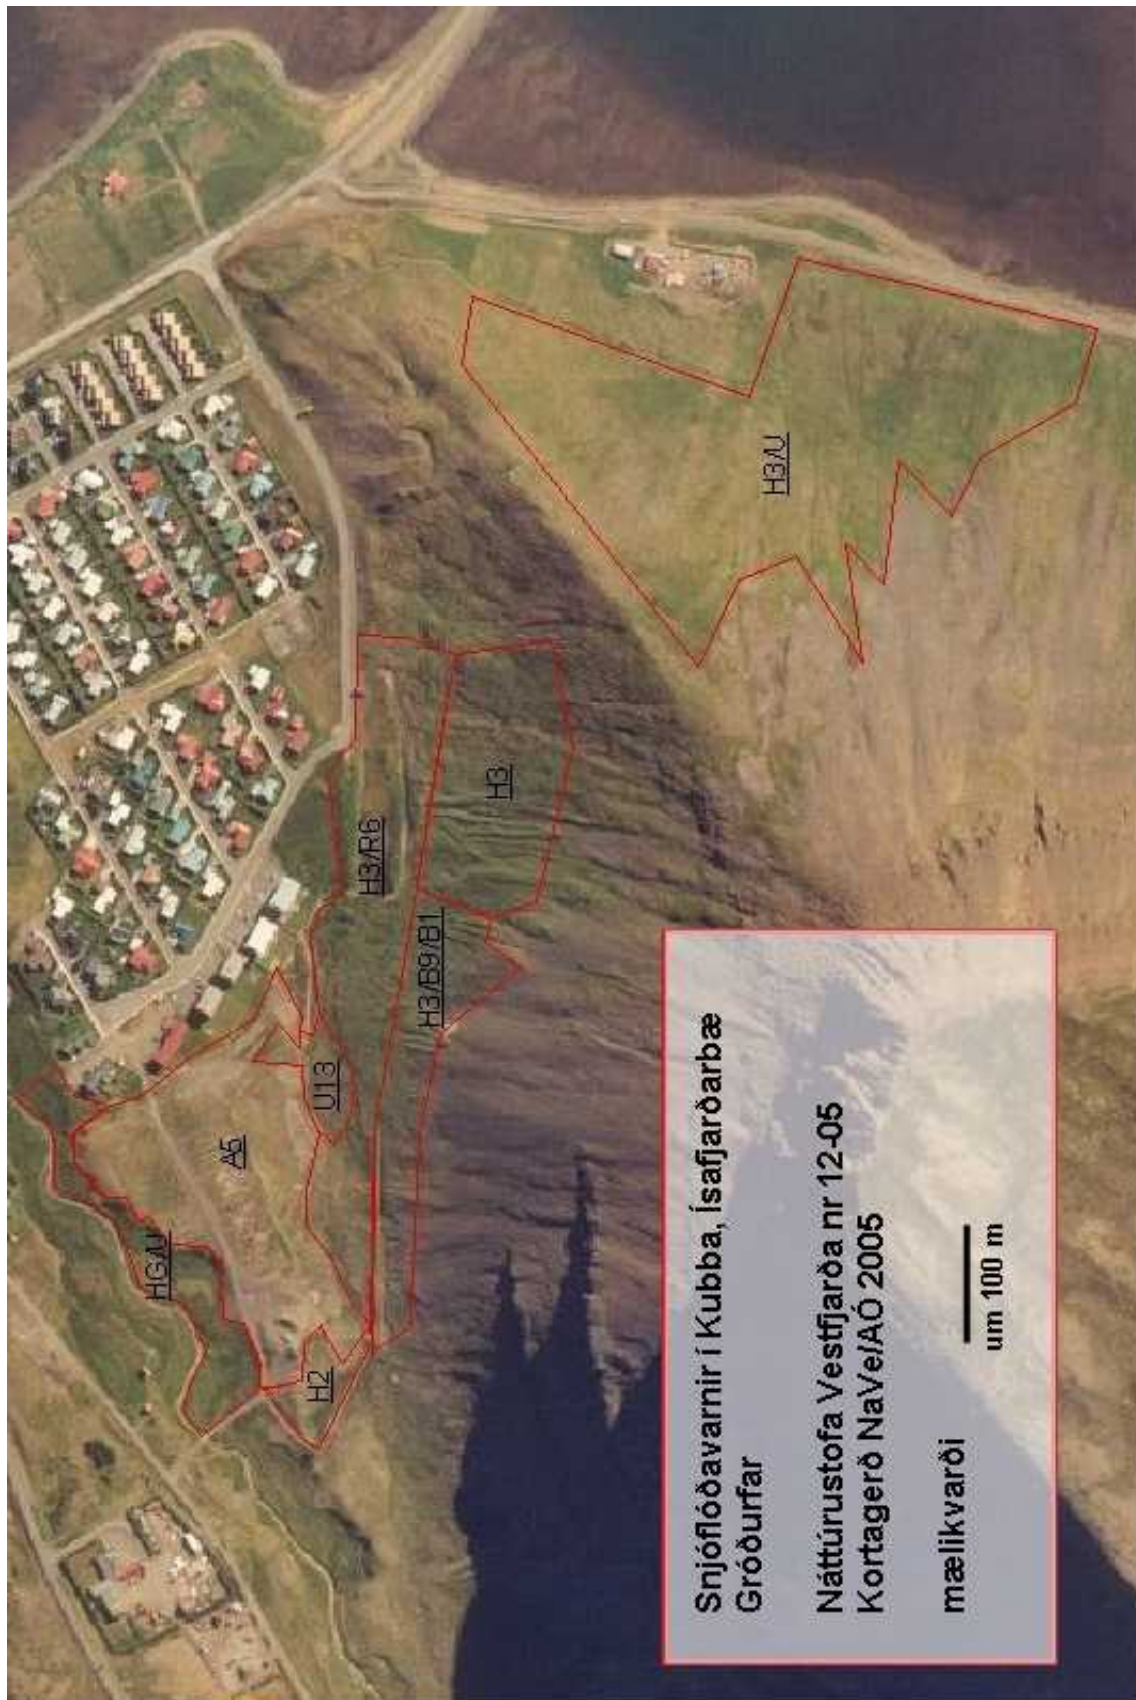 HG/U
A5
H2
U13
H3/R6
H3/B9/B1
H3
H3/U
Snjóflóðavarnir í Kubba, Ísafjarðarbæ
Gróðurfar
Náttúrustofa Vestfjarða nr 12-05
Kortagerð NaVe/AÓ 2005
mælikvarði
um 100 m